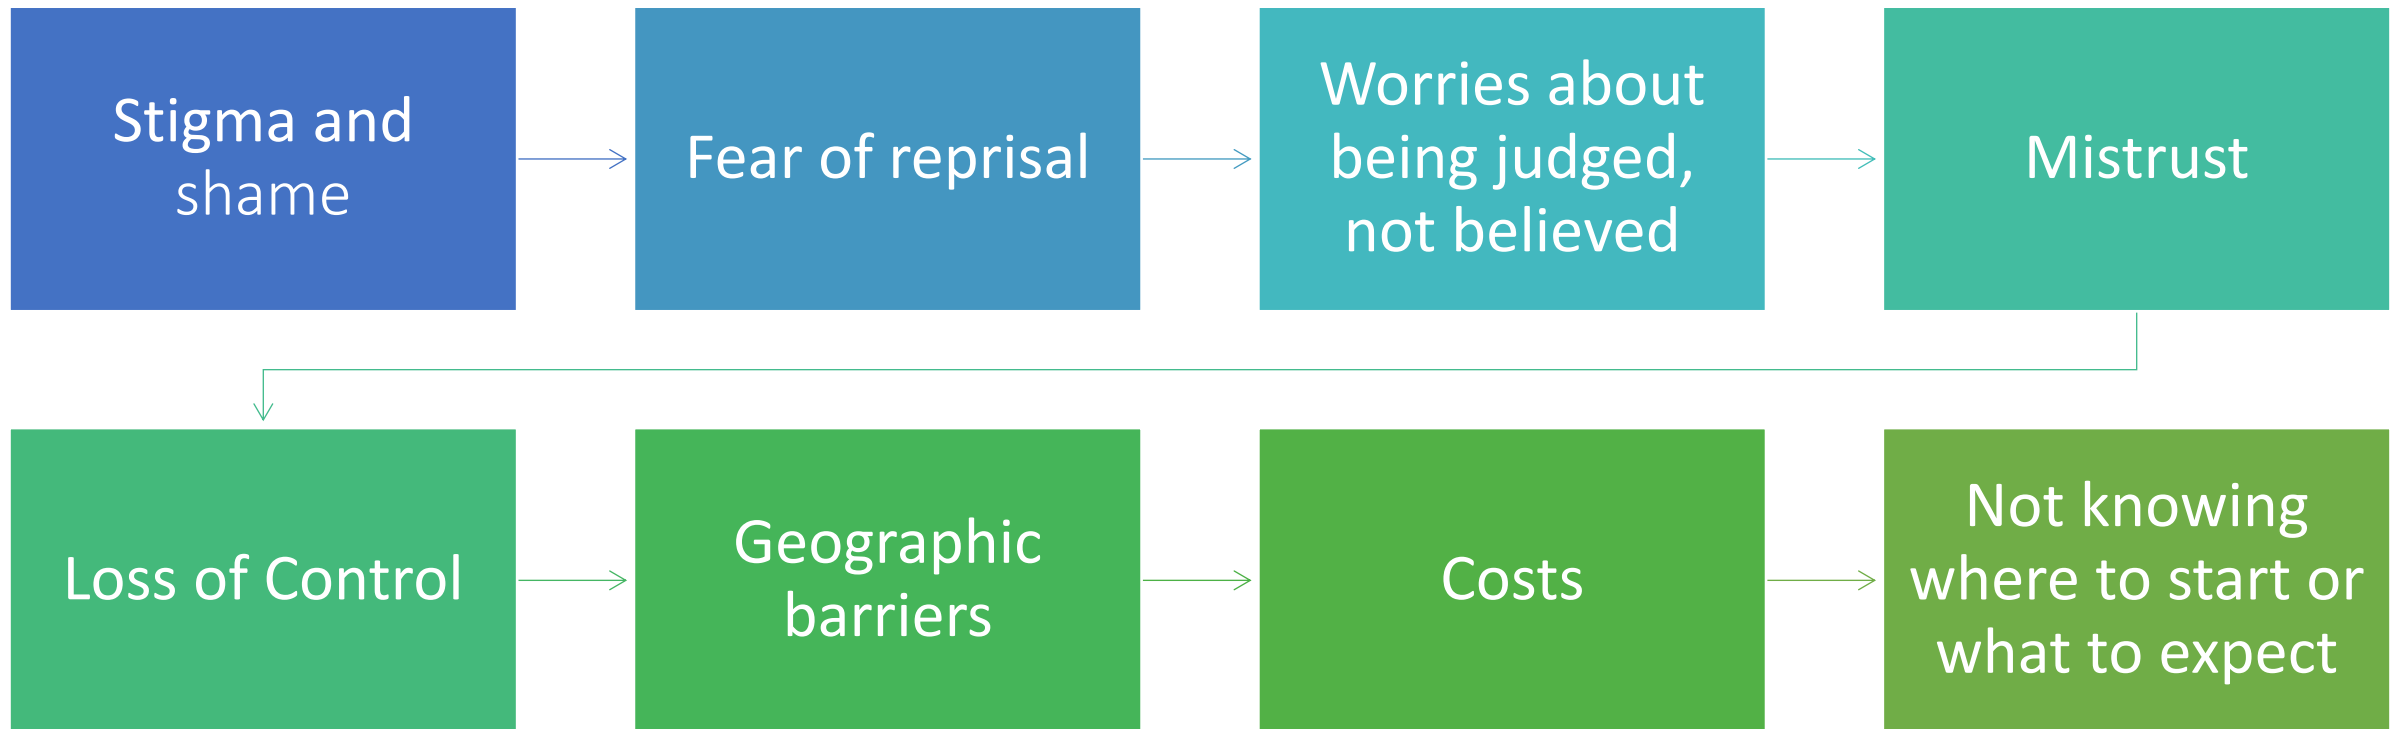 Stigma and
shame
Fear of reprisal
Worries about
being judged,
not believed
Mistrust
Loss of Control
Geographic
barriers
Costs
Not knowing
where to start or
what to expect